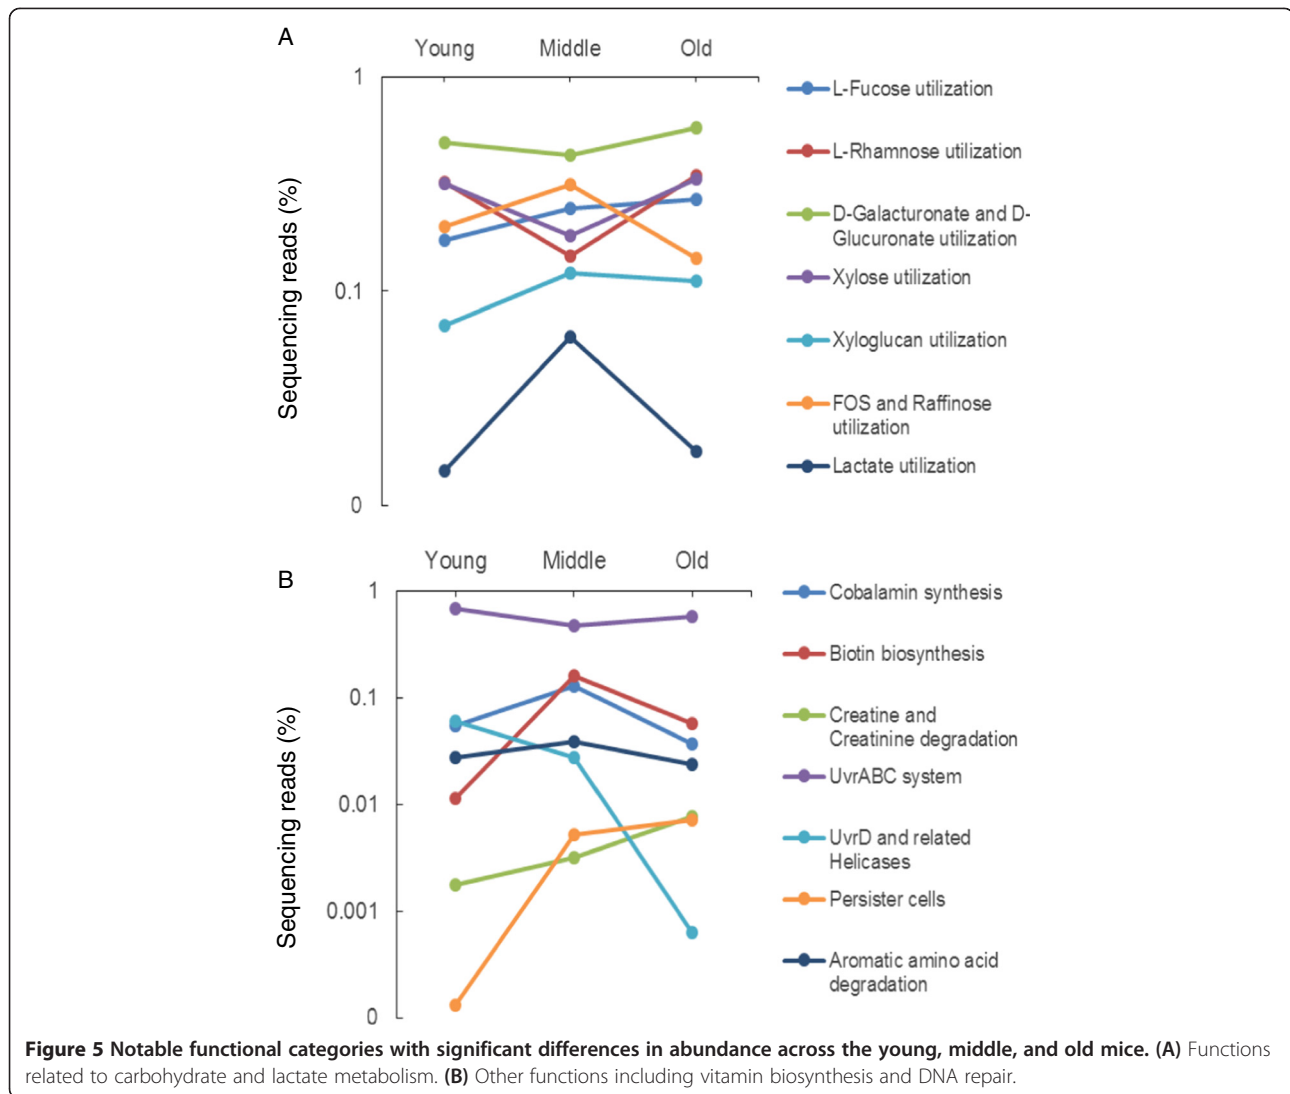 A
Young Middle Old
1
0.1
0
Sequencing reads (%)
L-Fucose utilization
L-Rhamnose utilization
D-Galacturonate and D-
Glucuronate utilization
Xylose utilization
Xyloglucan utilization
FOS and Raffinose
utilization
Lactate utilization
B
Young Middle Old
1
0.1
0.01
0.001
0
Sequencing reads (%)
Cobalamin synthesis
Biotin biosynthesis
Creatine and
Creatinine degradation
UvrABC system
UvrD and related
Helicases
Persister cells
Aromatic amino acid
degradation
Figure 5 Notable functional categories with significant differences in abundance across the young, middle, and old mice. (A) Functions
related to carbohydrate and lactate metabolism. (B) Other functions including vitamin biosynthesis and DNA repair.